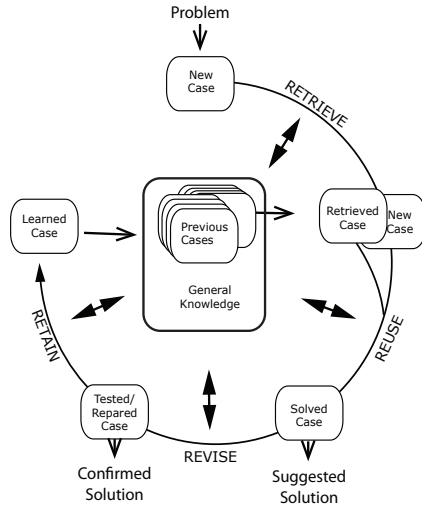 Problem
New
Case
RETRIEVE
Learned
Case
Previous
Cases
Retrieved
Case
New
Case
General
Knowledge
RETAIN
REUSE
Tested/
Repared
Case
Solved
Case
REVISE
Confirmed
Solution
Suggested
Solution